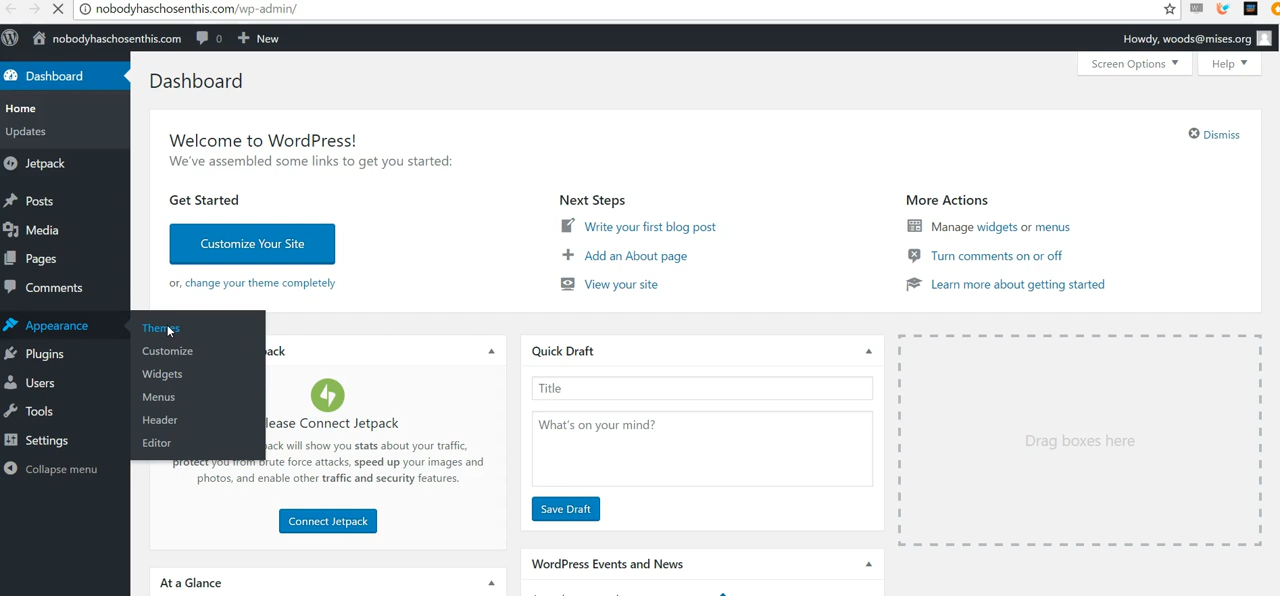 nobodyhaschosenthis.com/wp-admin/
nobodyhaschosenthis.com 0 New
Howdy, woods@mises.org
Dashboard
Home
Updates
Jetpack
Posts
Media
Pages
Comments
Appearance
Plugins
Users
Tools
Settings
Collapse menu
Themes
Customize
Widgets
Menus
Header
Editor
Dashboard
Screen Options
Help
Welcome to WordPress!
We've assembled some links to get you started:
Dismiss
Get Started
Customize Your Site
or, change your theme completely
Next Steps
Write your first blog post
Add an About page
View your site
More Actions
Manage widgets or menus
Turn comments on or off
Learn more about getting started
ack
lease Connect Jetpack
ack will show you stats about your traffic,
protect you from brute force attacks, speed up your images and
photos, and enable other traffic and security features.
Connect Jetpack
At a Glance
Quick Draft
Title
What's on your mind?
Save Draft
WordPress Events and News
Drag boxes here